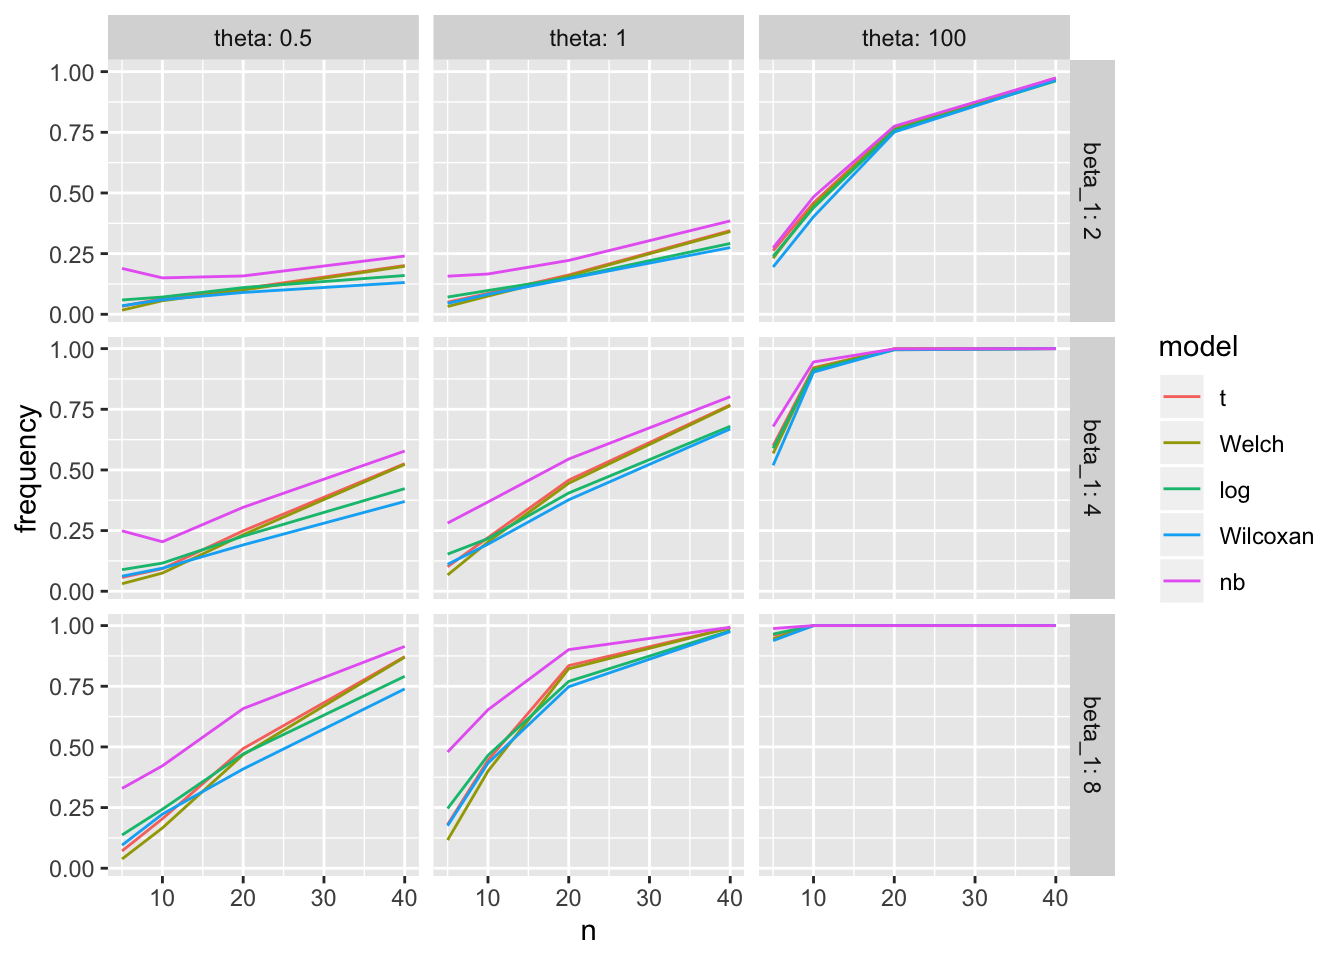 theta: 0.5
theta: 1
theta: 100
1.00
0.75
0.50
0.25
0.00
beta_1: 2
1.00
0.75
0.50
0.25
0.00
beta_1: 4
1.00
0.75
0.50
0.25
0.00
beta_1: 8
10 20 30 40
10 20 30 40
10 20 30 40
n
frequency
model
t
Welch
log
Wilcoxan
nb